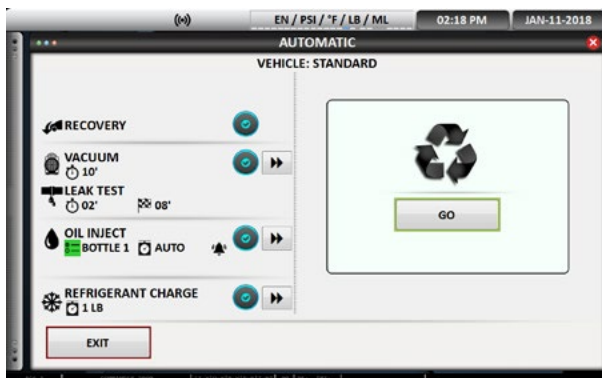 EN / PSI / °F / LB / ML
02:18 PM
JAN-11-2018
AUTOMATIC
VEHICLE: STANDARD
RECOVERY
VACUUM
10'
LEAK TEST
02' 08'
OIL INJECT
BOTTLE 1 AUTO
REFRIGERANT CHARGE
1 LB
GO
EXIT